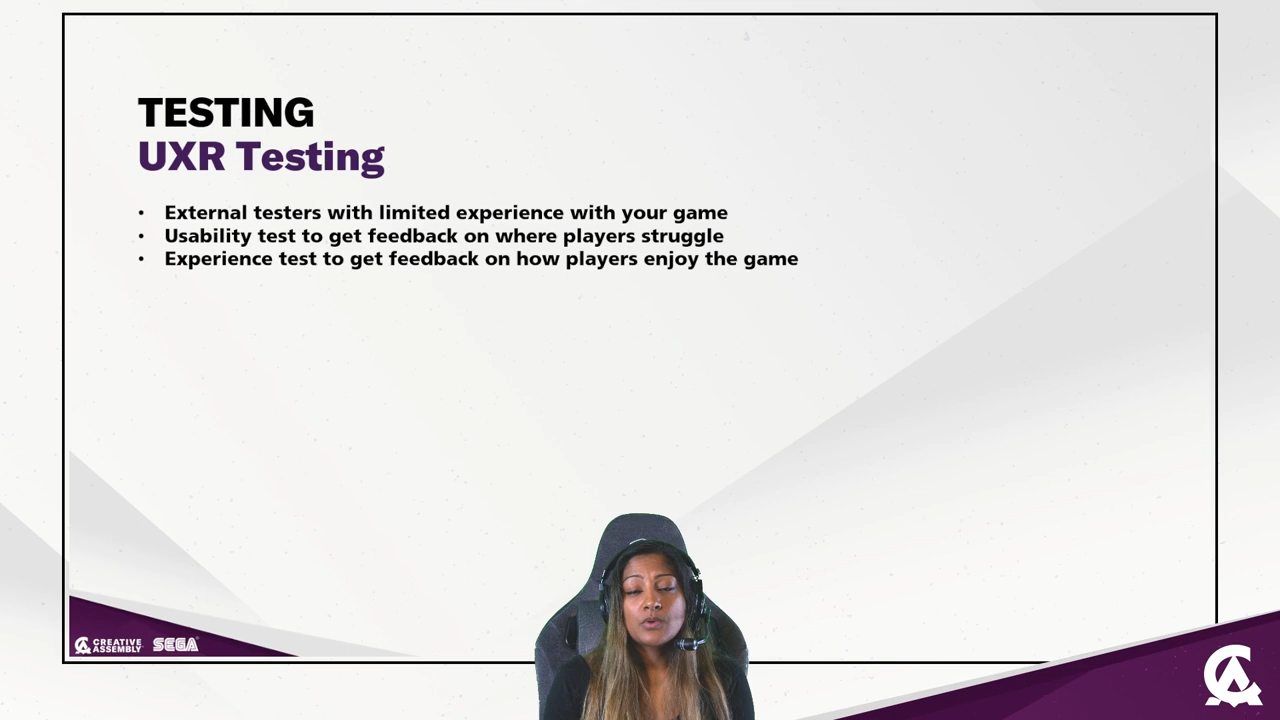 TESTING
UXR Testing
• External testers with limited experience with your game
• Usability test to get feedback on where players struggle
• Experience test to get feedback on how players enjoy the game
CREATIVE
ASSEMBLY
SEGA